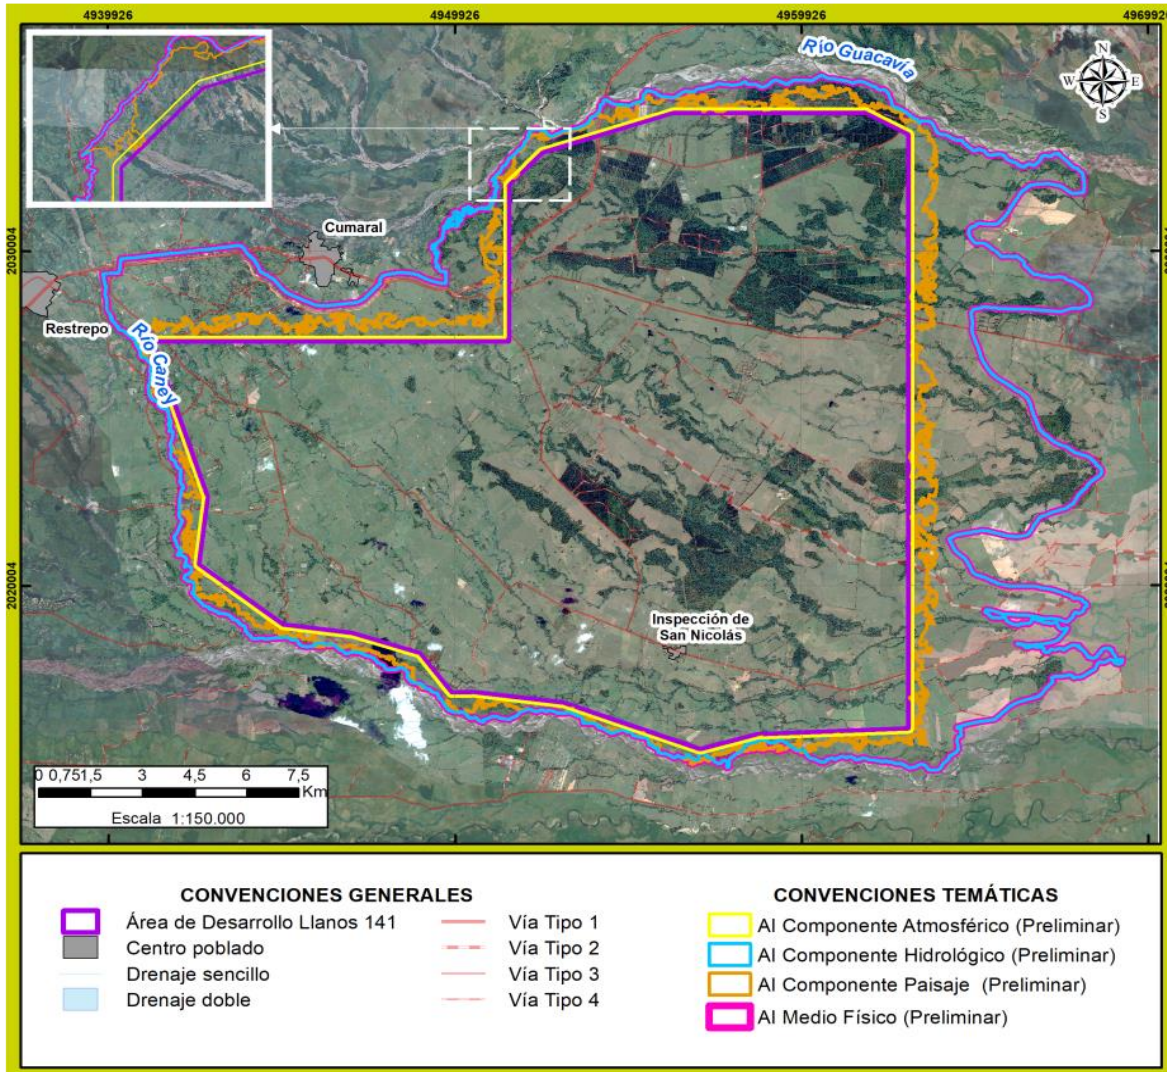 4939926
4949926
4959926
4969926
Río Guacavía
N
W E
S
Cumaral
2030004
Restrepo
Río Caney
2020004
Inspección de
San Nicolás
0 0,751,5 3 4,5 6 7,5
Km
Escala 1:150.000
CONVENCIONES GENERALES
Área de Desarrollo Llanos 141
Centro poblado
Drenaje sencillo
Drenaje doble
Vía Tipo 1
Vía Tipo 2
Vía Tipo 3
Vía Tipo 4
CONVENCIONES TEMÁTICAS
AI Componente Atmosférico (Preliminar)
AI Componente Hidrológico (Preliminar)
AI Componente Paisaje (Preliminar)
AI Medio Físico (Preliminar)